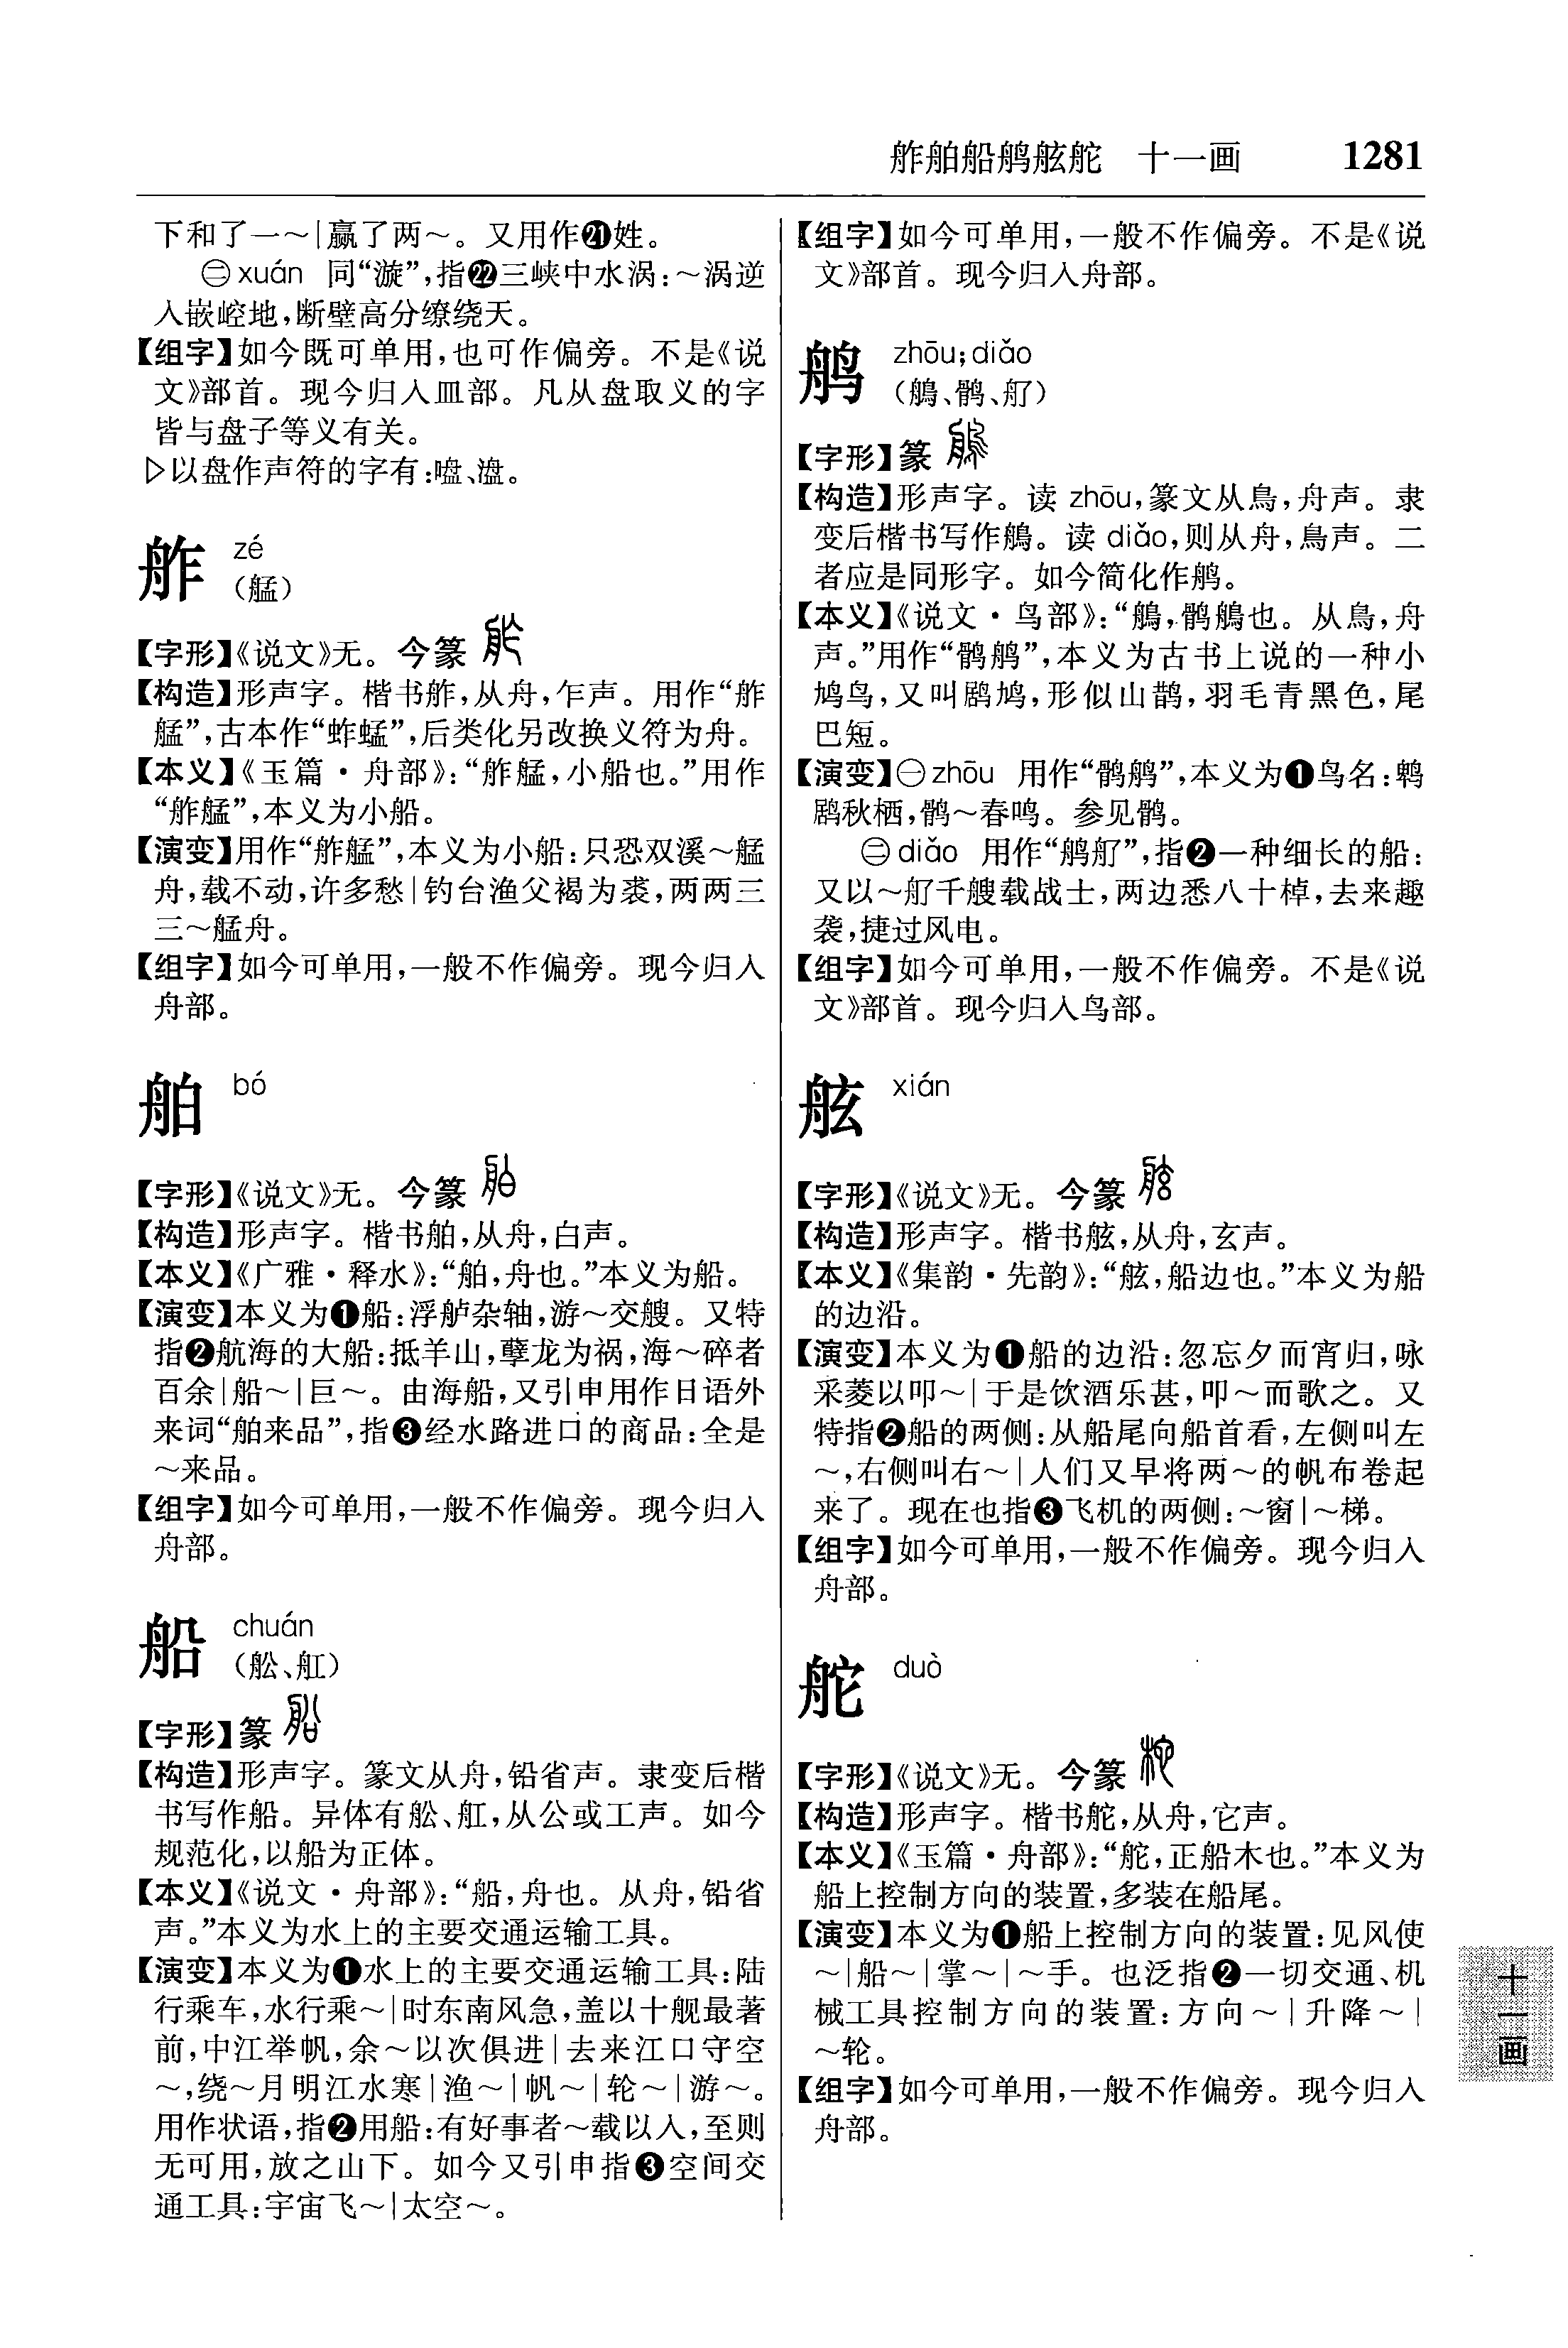 舴舶船鸼舷舵 十一画 1281
下和了一～|赢了两～。又用作㉑姓。
㊁xuán 同“漩”,指㉒三峡中水涡:～涡逆
入嵌崆地,断壁高分缭绕天。
【组字】如今既可单用,也可作偏旁。不是《说
文》部首。现今归入皿部。凡从盘取义的字
皆与盘子等义有关。
▷以盘作声符的字有:㗨、㵗。
舴 zé
(艋)
【字形】《说文》无。今篆
【构造】形声字。楷书舴,从舟,乍声。用作“舴
艋”,古本作“蚱蜢”,后类化另改换义符为舟。
【本义】《玉篇·舟部》:“舴艋,小船也。”用作
“舴艋”,本义为小船。
【演变】用作“舴艋”,本义为小船:只恐双溪～艋
舟,载不动,许多愁|钓台渔父褐为裘,两两三
三～艋舟。
【组字】如今可单用,一般不作偏旁。现今归入
舟部。
舶 bó
【字形】《说文》无。今篆
【构造】形声字。楷书舶,从舟,白声。
【本义】《广雅·释水》:“舶,舟也。”本义为船。
【演变】本义为❶船:浮舻杂轴,游～交艘。又特
指❷航海的大船:抵羊山,孽龙为祸,海～碎者
百余|船～|巨～。由海船,又引申用作日语外
来词“舶来品”,指❸经水路进口的商品:全是
～来品。
【组字】如今可单用,一般不作偏旁。现今归入
舟部。
船 chuán
(舩、舡)
【字形】篆
【构造】形声字。篆文从舟,铅省声。隶变后楷
书写作船。异体有舩、舡,从公或工声。如今
规范化,以船为正体。
【本义】《说文·舟部》:“船,舟也。从舟,铅省
声。”本义为水上的主要交通运输工具。
【演变】本义为❶水上的主要交通运输工具:陆
行乘车,水行乘～|时东南风急,盖以十舰最著
前,中江举帆,余～以次俱进|去来江口守空
～,绕～月明江水寒|渔～|帆～|轮～|游～。
用作状语,指❷用船:有好事者～载以入,至则
无可用,放之山下。如今又引申指❸空间交
通工具:宇宙飞～|太空～。
【组字】如今可单用,一般不作偏旁。不是《说
文》部首。现今归入舟部。
鸼 zhōu;diǎo
(鵃、鹘、舠)
【字形】篆
【构造】形声字。读 zhōu,篆文从鳥,舟声。隶
变后楷书写作鵃。读 diǎo,则从舟,鳥声。二
者应是同形字。如今简化作鸼。
【本义】《说文·鸟部》:“鵃,鹘鵃也。从鳥,舟
声。”用作“鹘鸼”,本义为古书上说的一种小
鸠鸟,又叫鹍鸠,形似山鹊,羽毛青黑色,尾
巴短。
【演变】㊀zhōu 用作“鹘鸼”,本义为❶鸟名:鹎
鹍秋栖,鹘～春鸣。参见鹘。
㊁diǎo 用作“鸼䑠”,指❷一种细长的船:
又以～䑠千艘载战士,两边悉八十棹,去来趣
袭,捷过风电。
【组字】如今可单用,一般不作偏旁。不是《说
文》部首。现今归入鸟部。
舷 xián
【字形】《说文》无。今篆
【构造】形声字。楷书舷,从舟,玄声。
【本义】《集韵·先韵》:“舷,船边也。”本义为船
的边沿。
【演变】本义为❶船的边沿:忽忘夕而宵归,咏
采菱以叩～|于是饮酒乐甚,叩～而歌之。又
特指❷船的两侧:从船尾向船首看,左侧叫左
～,右侧叫右～|人们又早将两～的帆布卷起
来了。现在也指❸飞机的两侧:～窗|～梯。
【组字】如今可单用,一般不作偏旁。现今归入
舟部。
舵 duò
【字形】《说文》无。今篆
【构造】形声字。楷书舵,从舟,它声。
【本义】《玉篇·舟部》:“舵,正船木也。”本义为
船上控制方向的装置,多装在船尾。
【演变】本义为❶船上控制方向的装置:见风使
～|船～|掌～|～手。也泛指❷一切交通、机
械工具控制方向的装置:方向～|升降～|
～轮。
【组字】如今可单用,一般不作偏旁。现今归入
舟部。
十一画